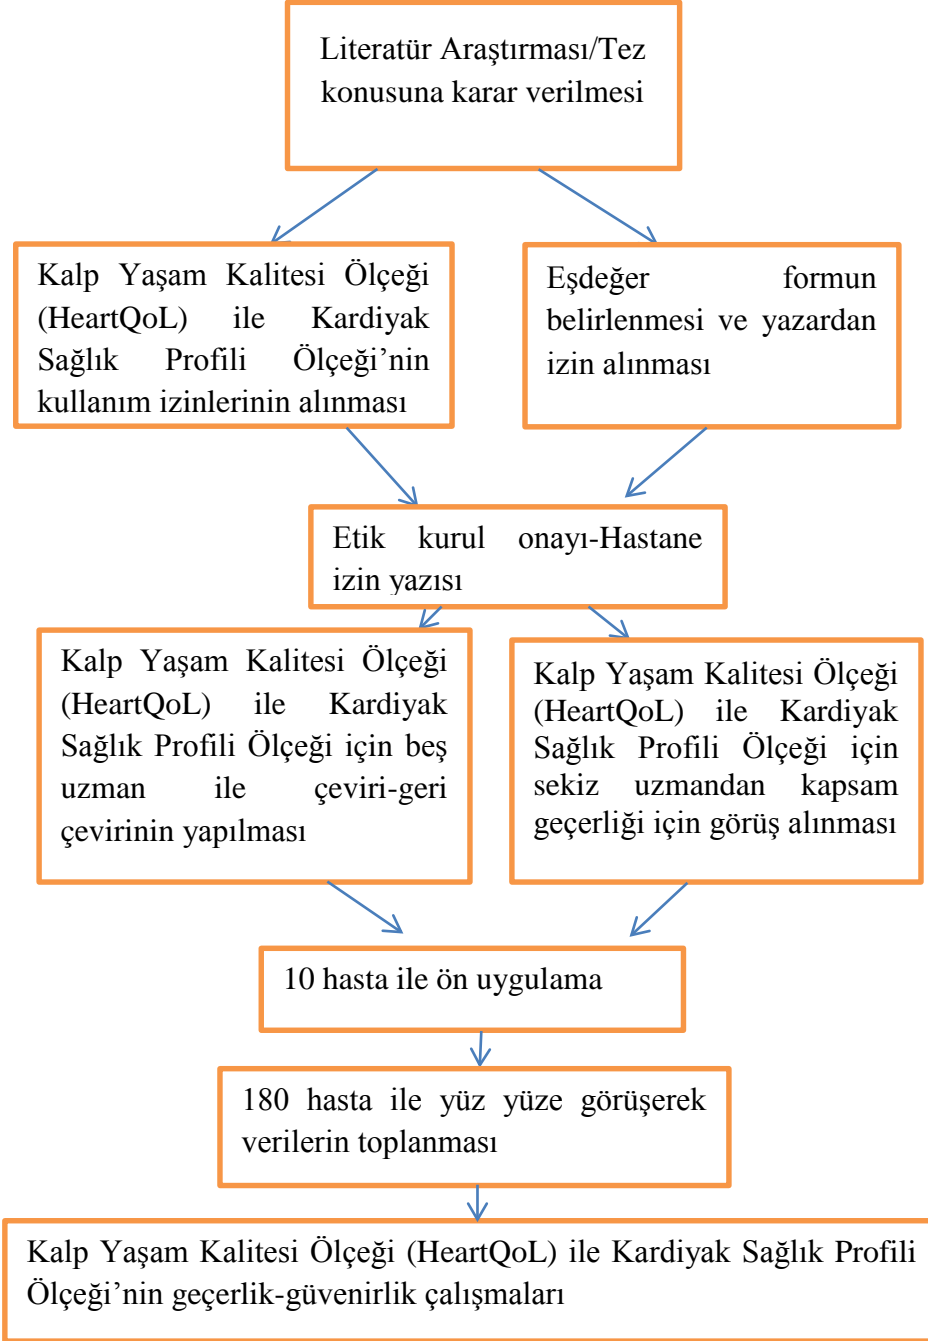 Literatür Araştırması/Tez
konusuna karar verilmesi
Kalp Yaşam Kalitesi Ölçeği
(HeartQoL) ile Kardiyak
Sağlık Profili Ölçeği’nin
kullanım izinlerinin alınması
Eşdeğer formun
belirlenmesi ve yazardan
izin alınması
Etik kurul onayı-Hastane
izin yazısı
Kalp Yaşam Kalitesi Ölçeği
(HeartQoL) ile Kardiyak
Sağlık Profili Ölçeği için beş
uzman ile çeviri-geri
çevirinin yapılması
Kalp Yaşam Kalitesi Ölçeği
(HeartQoL) ile Kardiyak
Sağlık Profili Ölçeği için
sekiz uzmandan kapsam
geçerliği için görüş alınması
10 hasta ile ön uygulama
180 hasta ile yüz yüze görüşerek
verilerin toplanması
Kalp Yaşam Kalitesi Ölçeği (HeartQoL) ile Kardiyak Sağlık Profili
Ölçeği’nin geçerlik-güvenirlik çalışmaları